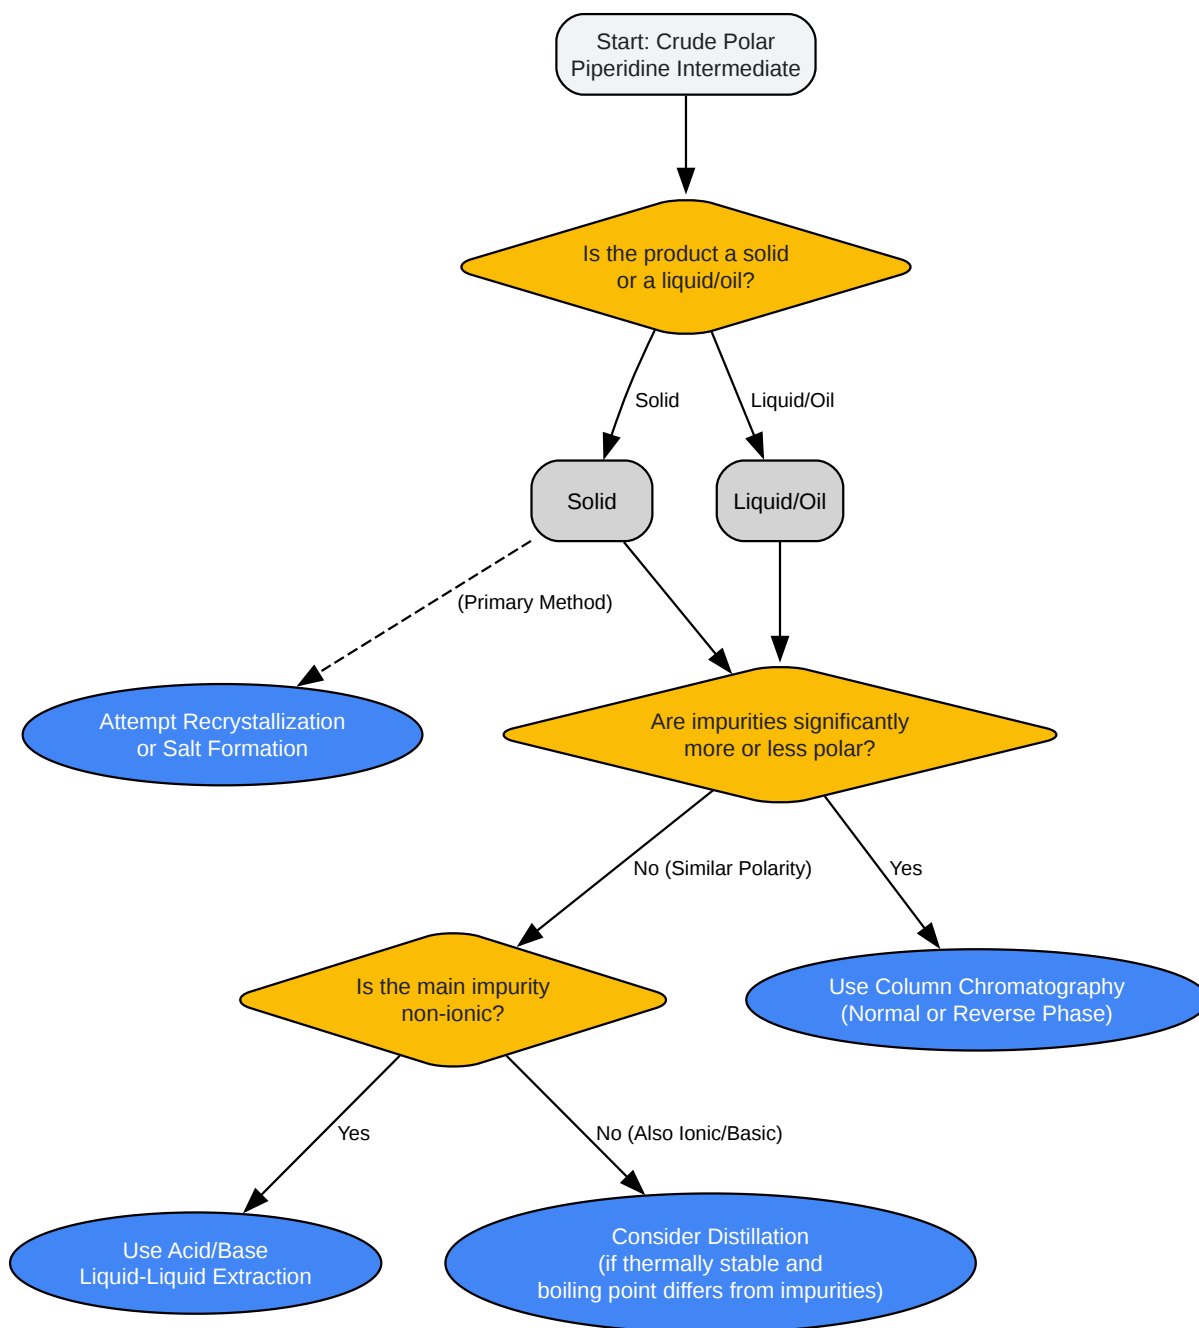 Start: Crude Polar
Piperidine Intermediate
Is the product a solid
or a liquid/oil?
Solid
Liquid/Oil
Solid
Liquid/Oil
(Primary Method)
Attempt Recrystallization
or Salt Formation
Are impurities significantly
more or less polar?
No (Similar Polarity)
Yes
Is the main impurity
non-ionic?
Use Column Chromatography
(Normal or Reverse Phase)
Yes
No (Also Ionic/Basic)
Use Acid/Base
Liquid-Liquid Extraction
Consider Distillation
(if thermally stable and
boiling point differs from impurities)